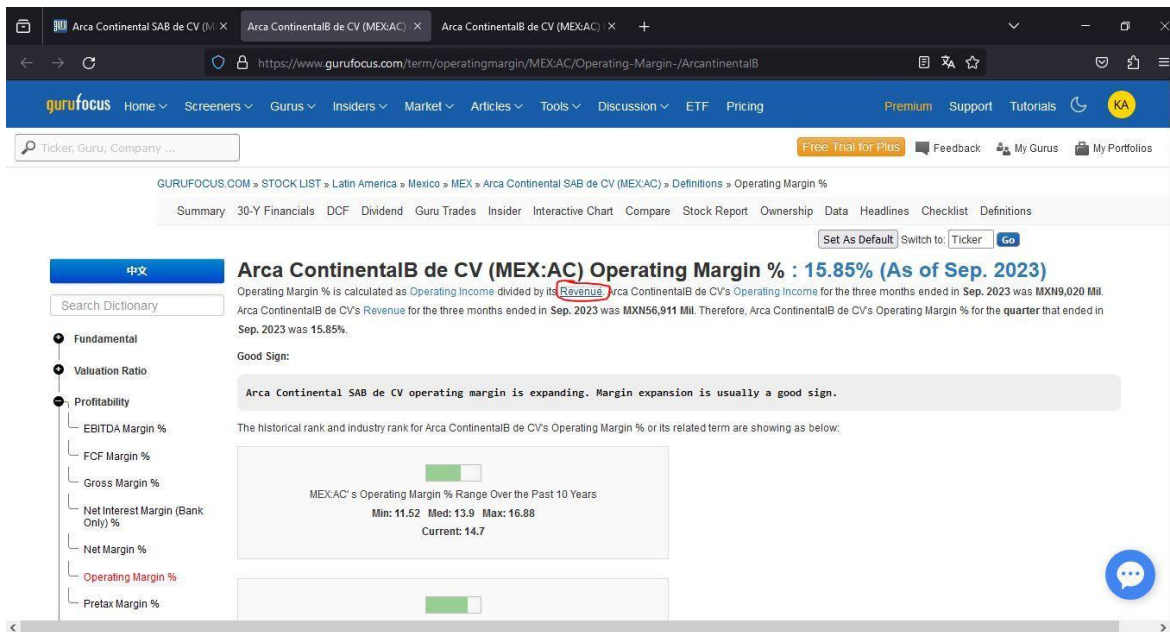 Arca Continental SAB de CV (M
Arca ContinentalB de CV (MEX:AC)
Arca ContinentalB de CV (MEX:AC)
https://www.gurufocus.com/term/operatingmargin/MEX:AC/Operating-Margin-/ArcantinentalB
gurufocus Home Screeners Gurus Insiders Market Articles Tools Discussion ETF Pricing Premium Support Tutorials KA
Ticker, Guru, Company ... Free Trial for Plus Feedback My Gurus My Portfolios
GURUFOCUS.COM » STOCK LIST » Latin America » Mexico » MEX » Arca Continental SAB de CV (MEX:AC) » Definitions » Operating Margin %
Summary 30-Y Financials DCF Dividend Guru Trades Insider Interactive Chart Compare Stock Report Ownership Data Headlines Checklist Definitions
Set As Default Switch to: Ticker Go
中文
Search Dictionary
Fundamental
Valuation Ratio
Profitability
EBITDA Margin %
FCF Margin %
Gross Margin %
Net Interest Margin (Bank
Only) %
Net Margin %
Operating Margin %
Pretax Margin %
Arca ContinentalB de CV (MEX:AC) Operating Margin % : 15.85% (As of Sep. 2023)
Operating Margin % is calculated as Operating Income divided by its Revenue. Arca ContinentalB de CV's Operating Income for the three months ended in Sep. 2023 was MXN9,020 Mil.
Arca ContinentalB de CV's Revenue for the three months ended in Sep. 2023 was MXN56,911 Mil. Therefore, Arca ContinentalB de CV's Operating Margin % for the quarter that ended in
Sep. 2023 was 15.85%.
Good Sign:
Arca Continental SAB de CV operating margin is expanding. Margin expansion is usually a good sign.
The historical rank and industry rank for Arca ContinentalB de CV's Operating Margin % or its related term are showing as below:
MEX:AC' s Operating Margin % Range Over the Past 10 Years
Min: 11.52 Med: 13.9 Max: 16.88
Current: 14.7